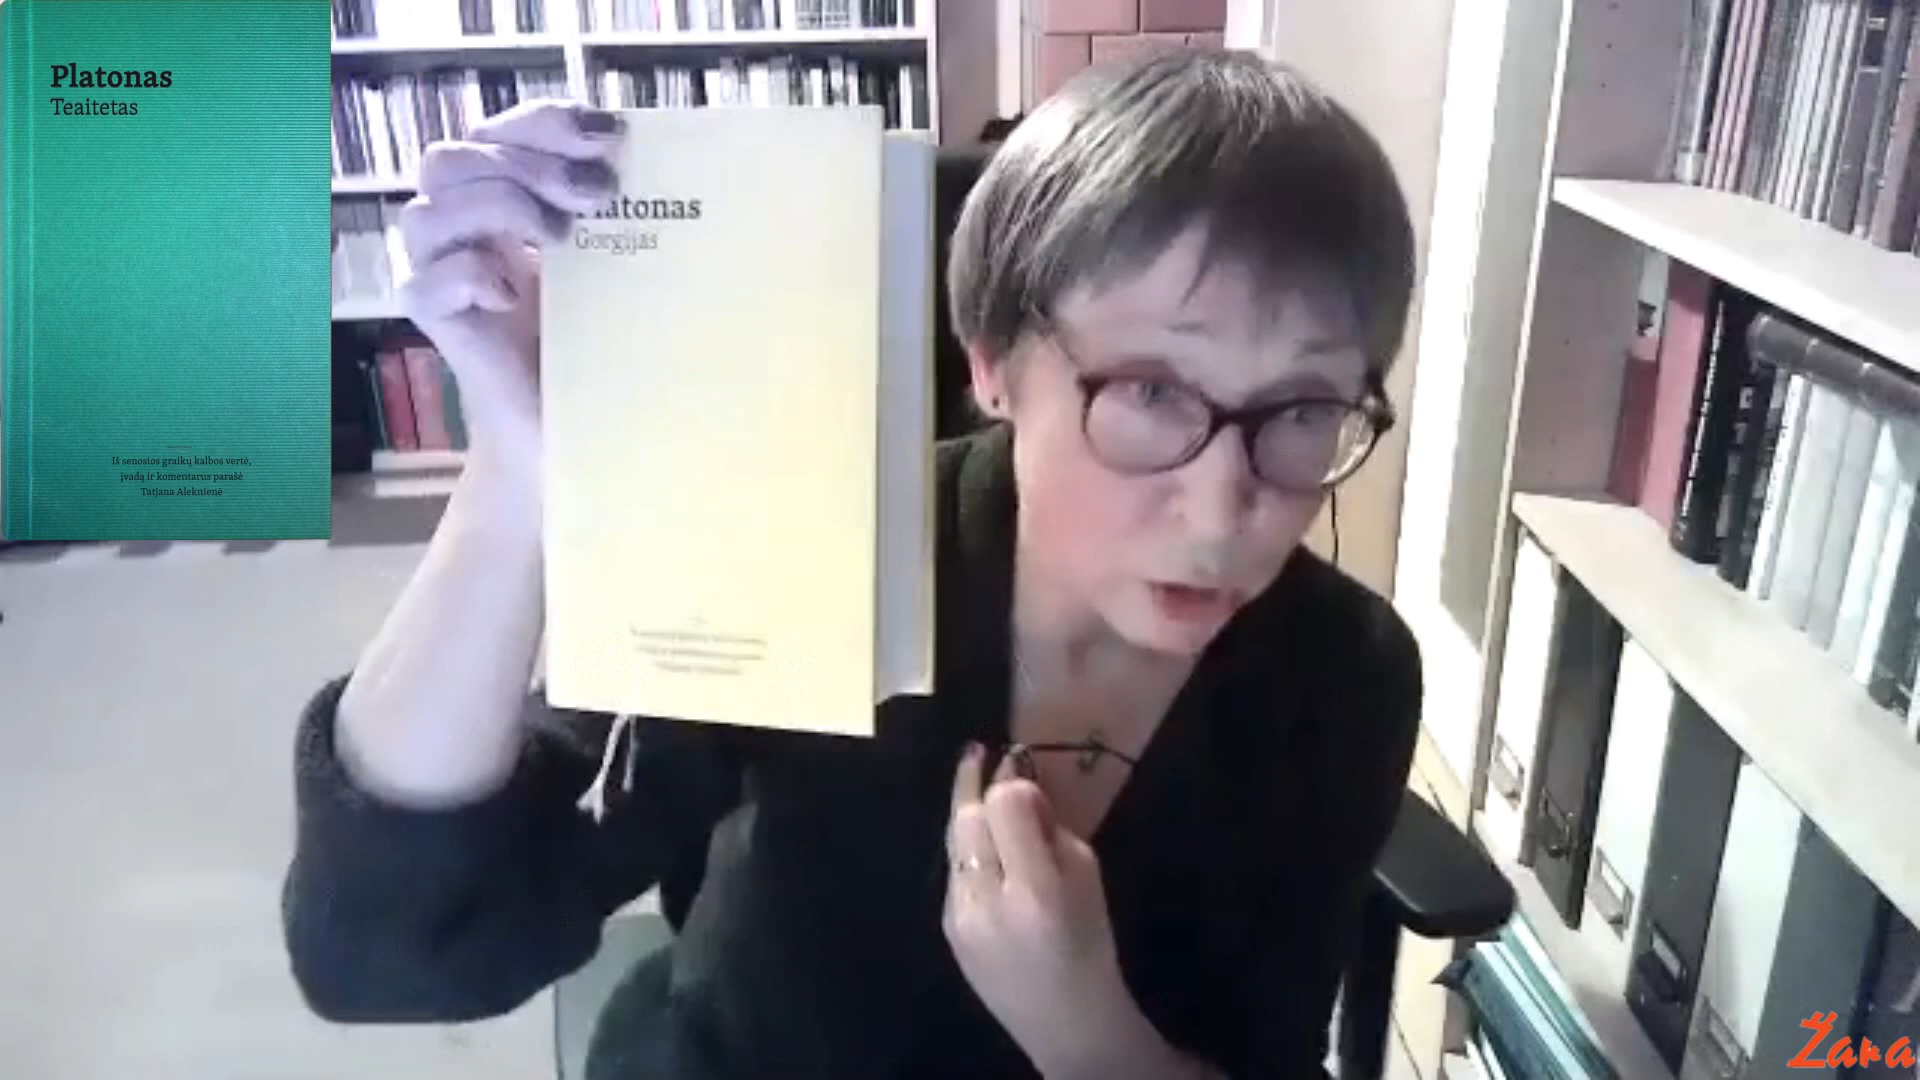 Platonas
Teaitetas
Iš senosios graikų kalbos vertė,
įvadą ir komentarus parašė
Tatjana Aleknienė
Platonas
Gorgijas
Žara